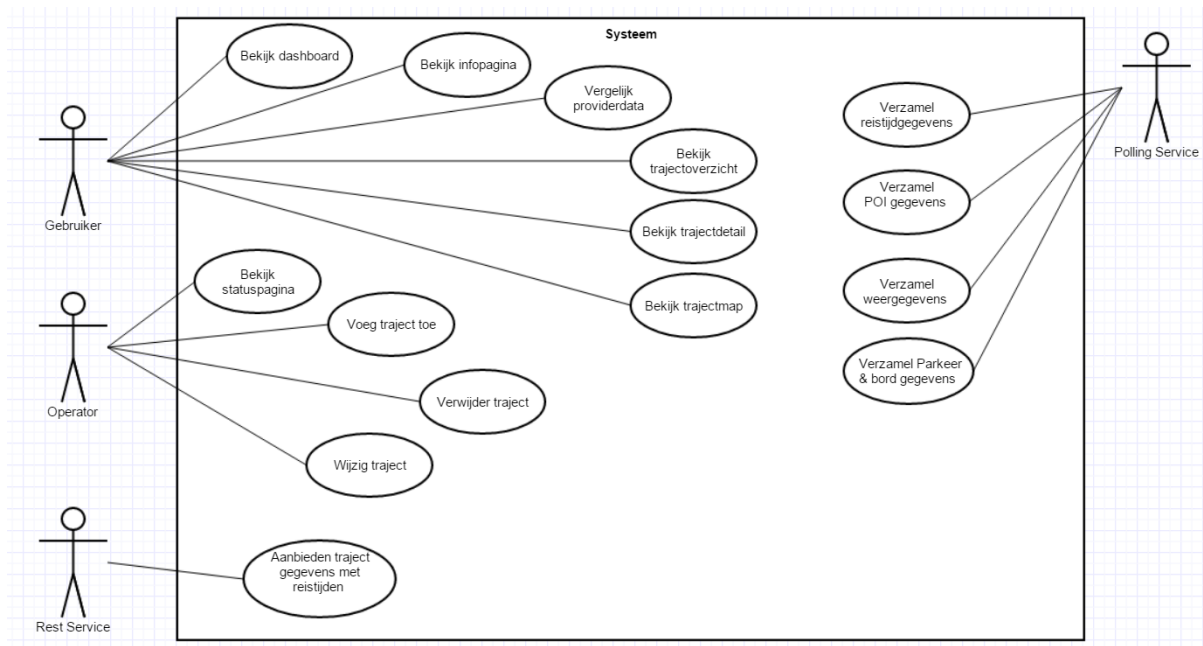 Systeem
Bekijk dashboard
Bekijk infopagina
Vergelijk
providerdata
Bekijk
trajectoverzicht
Bekijk trajectdetail
Bekijk trajectmap
Gebruiker
Bekijk
statuspagina
Voeg traject toe
Verwijder traject
Wijzig traject
Operator
Aanbieden traject
gegevens met
reistijden
Rest Service
Verzamel
reistijdgegevens
Verzamel
POI gegevens
Verzamel
weergegevens
Verzamel Parkeer
& bord gegevens
Polling Service